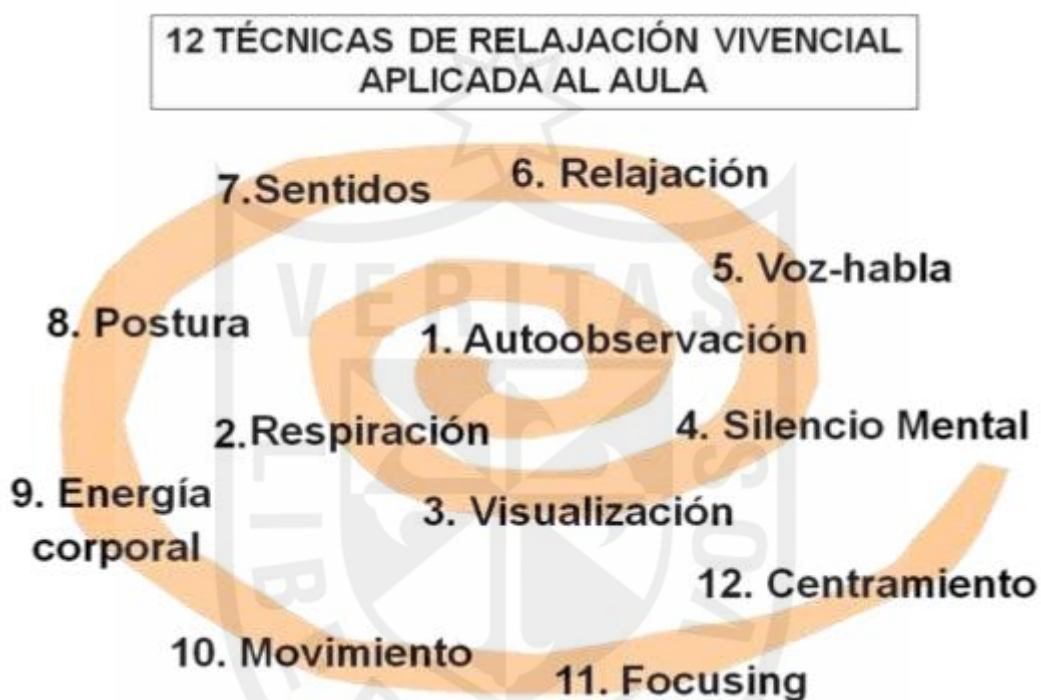 12 TÉCNICAS DE RELAJACIÓN VIVENCIAL
APLICADA AL AULA
1. Autoobservación
2.Respiración
3. Visualización
4. Silencio Mental
5. Voz-habla
6. Relajación
7.Sentidos
8. Postura
9. Energía
corporal
10. Movimiento
11. Focusing
12. Centramiento
VERITAS